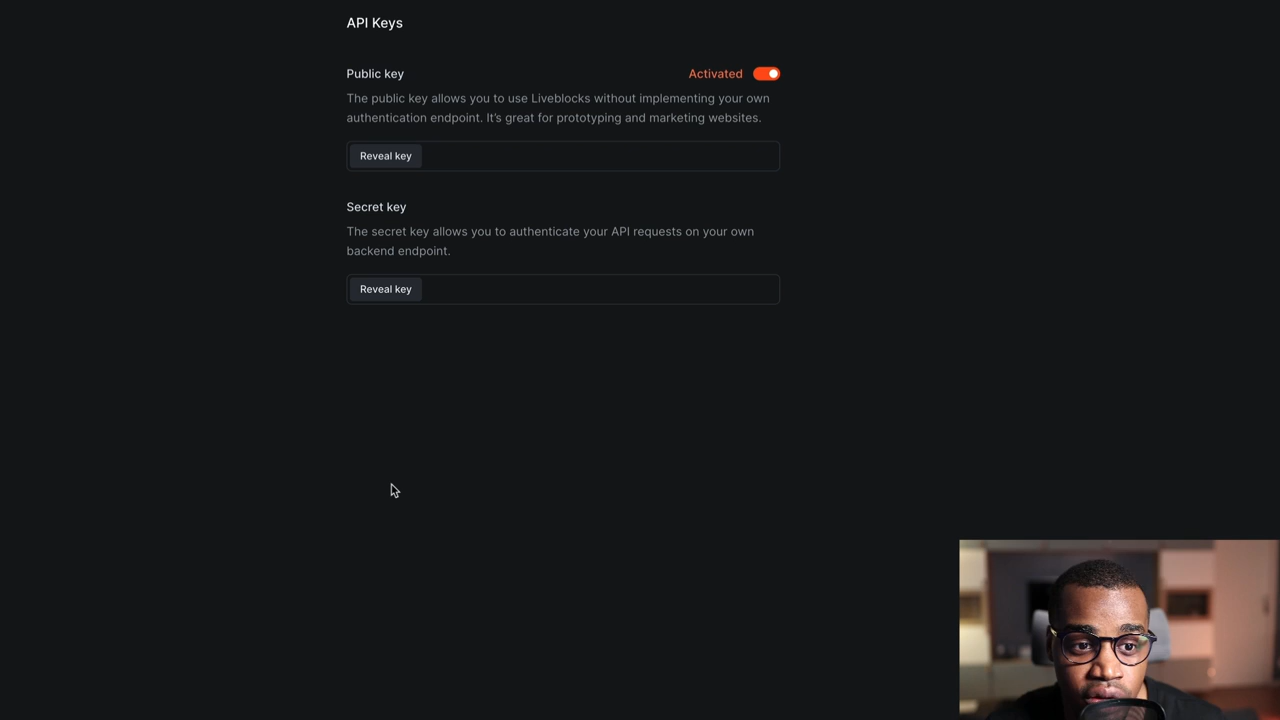 API Keys
Public key
Activated
The public key allows you to use Liveblocks without implementing your own
authentication endpoint. It’s great for prototyping and marketing websites.
Reveal key
Secret key
The secret key allows you to authenticate your API requests on your own
backend endpoint.
Reveal key